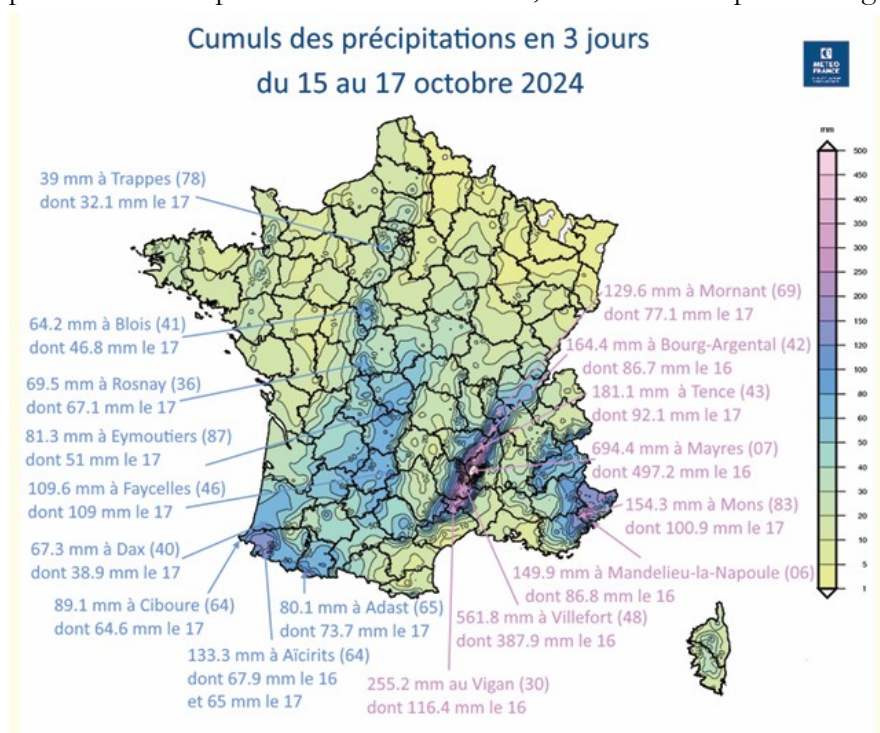 Cumuls des précipitations en 3 jours
du 15 au 17 octobre 2024
METEO
FRANCE
mm
500
450
400
350
300
250
200
150
120
100
80
60
50
40
30
20
10
5
1
39 mm à Trappes (78)
dont 32.1 mm le 17
64.2 mm à Blois (41)
dont 46.8 mm le 17
69.5 mm à Rosnay (36)
dont 67.1 mm le 17
81.3 mm à Eymoutiers (87)
dont 51 mm le 17
109.6 mm à Faycelles (46)
dont 109 mm le 17
67.3 mm à Dax (40)
dont 38.9 mm le 17
89.1 mm à Ciboure (64)
dont 64.6 mm le 17
80.1 mm à Adast (65)
dont 73.7 mm le 17
133.3 mm à Aïcirits (64)
dont 67.9 mm le 16
et 65 mm le 17
129.6 mm à Mornant (69)
dont 77.1 mm le 17
164.4 mm à Bourg-Argental (42)
dont 86.7 mm le 16
181.1 mm à Tence (43)
dont 92.1 mm le 17
694.4 mm à Mayres (07)
dont 497.2 mm le 16
154.3 mm à Mons (83)
dont 100.9 mm le 17
149.9 mm à Mandelieu-la-Napoule (06)
dont 86.8 mm le 16
561.8 mm à Villefort (48)
dont 387.9 mm le 16
255.2 mm au Vigan (30)
dont 116.4 mm le 16